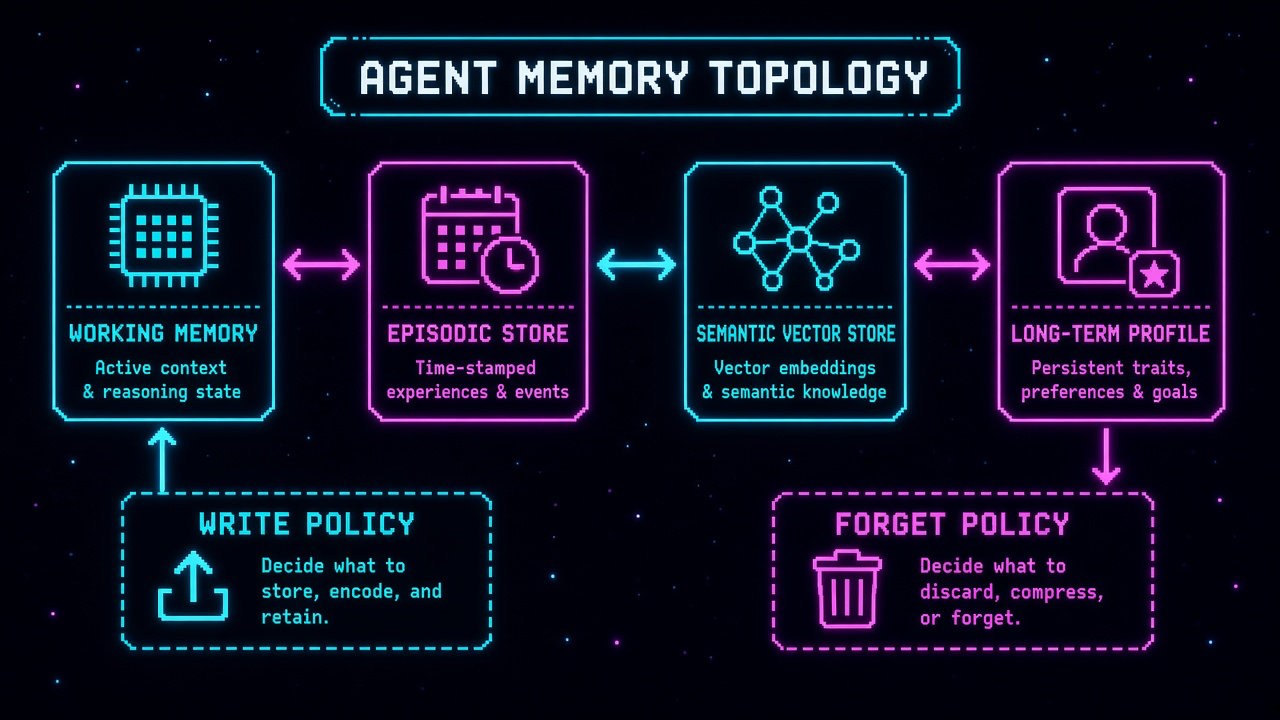 AGENT MEMORY TOPOLOGY
WORKING MEMORY
Active context
& reasoning state
EPISODIC STORE
Time-stamped
experiences & events
SEMANTIC VECTOR STORE
Vector embeddings
& semantic knowledge
LONG-TERM PROFILE
Persistent traits,
preferences & goals
WRITE POLICY
Decide what to
store, encode, and
retain.
FORGET POLICY
Decide what to
discard, compress,
or forget.